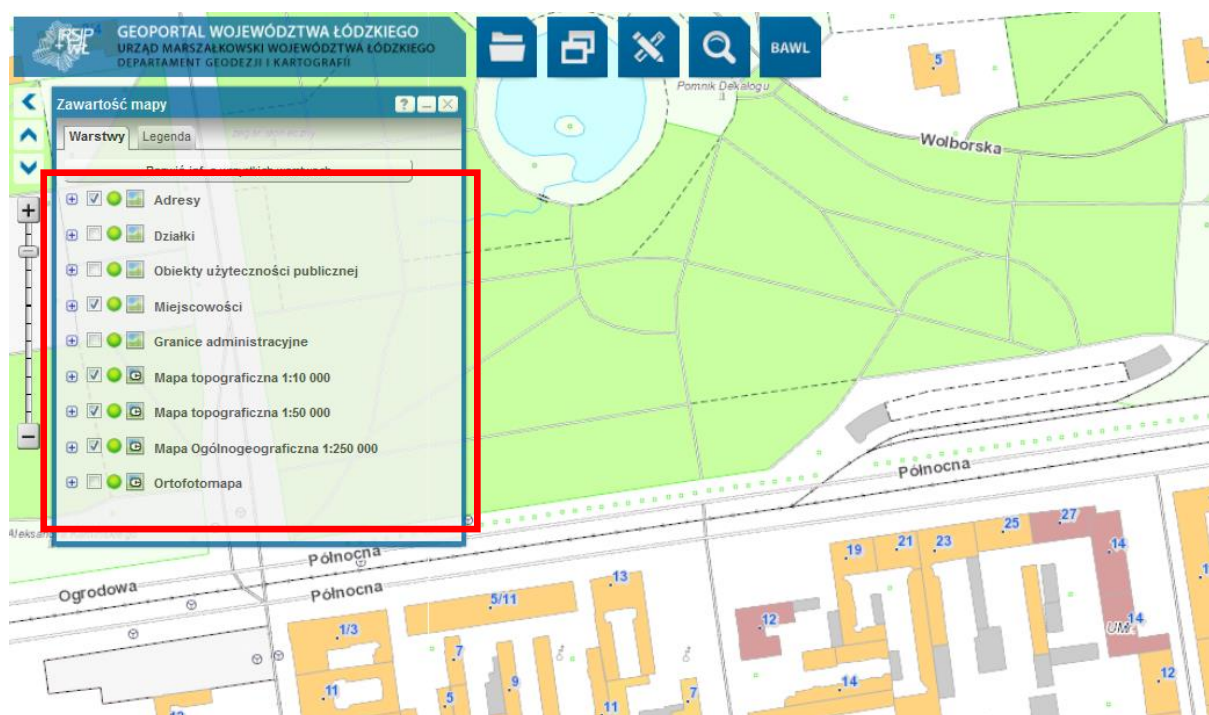 GEOPORTAL WOJEWÓDZTWA ŁÓDZKIEGO
URZĄD MARSZAŁKOWSKI WOJEWÓDZTWA ŁÓDZKIEGO
DEPARTAMENT GEODEZJI I KARTOGRAFII
RSIP
WŁ
BAWL
5
Pomnik Dekalogu
Wolborska
Zawartość mapy
Warstwy Legenda
Adresy
Działki
Obiekty użyteczności publicznej
Miejscowości
Granice administracyjne
Mapa topograficzna 1:10 000
Mapa topograficzna 1:50 000
Mapa Ogólnogeograficzna 1:250 000
Ortofotomapa
Północna
Północna
Ogrodowa
Północna
27
25
23
21
19
14
13
5/11
12
14
UMŁ
1/3
7
9
11
5
7
11
14
12